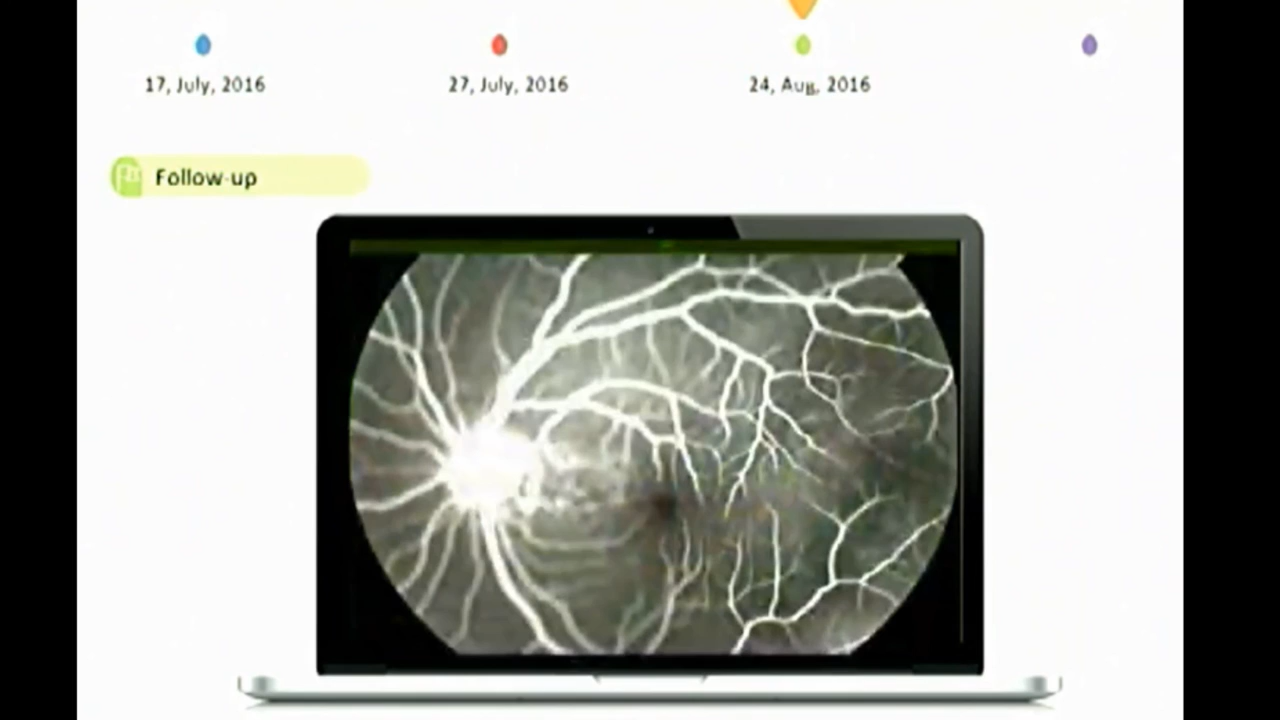 17, July, 2016
27, July, 2016
24, Aug, 2016
Follow-up